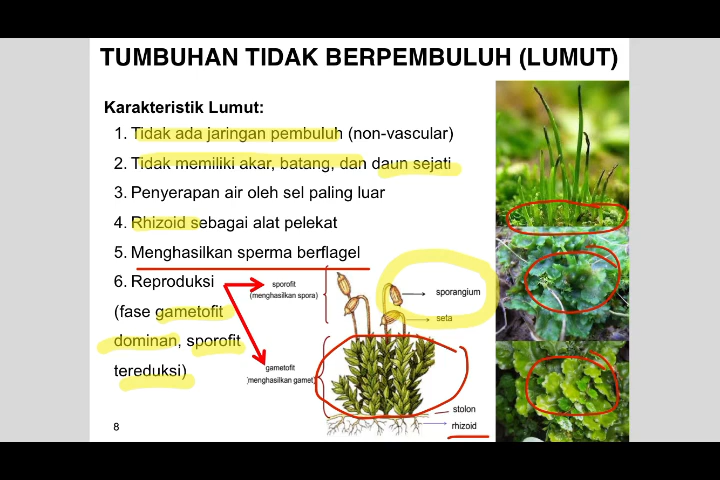 TUMBUHAN TIDAK BERPEMBULUH (LUMUT)
Karakteristik Lumut:
1. Tidak ada jaringan pembuluh (non-vascular)
2. Tidak memiliki akar, batang, dan daun sejati
3. Penyerapan air oleh sel paling luar
4. Rhizoid sebagai alat pelekat
5. Menghasilkan sperma berflagel
6. Reproduksi
(fase gametofit
dominan, sporofit
tereduksi)
sporofit
(menghasilkan spora)
sporangium
seta
gametofit
(menghasilkan gamet)
stolon
rhizoid
8